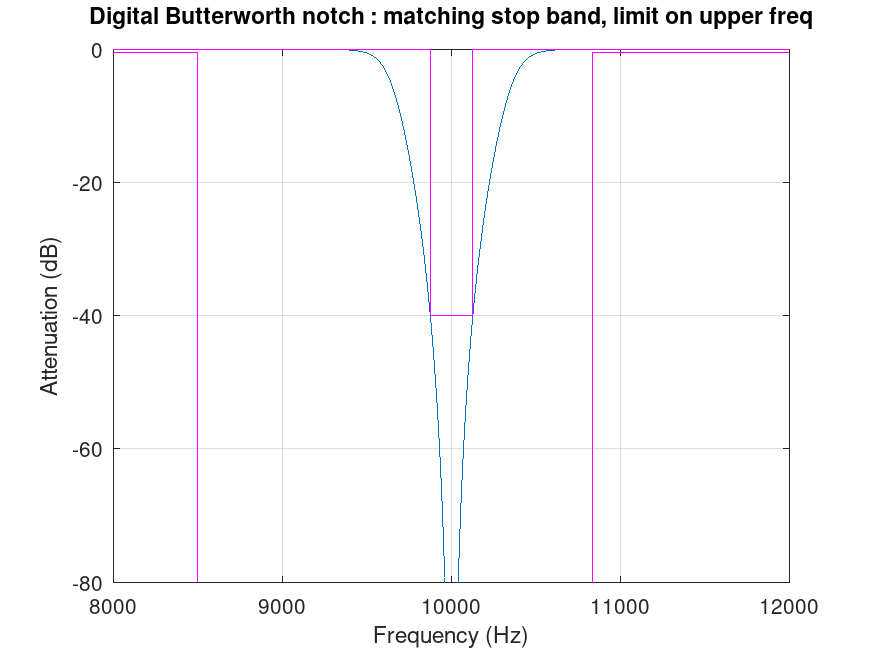 Digital Butterworth notch : matching stop band, limit on upper freq
0
-20
-40
-60
-80
Attenuation (dB)
8000 9000 10000 11000 12000
Frequency (Hz)